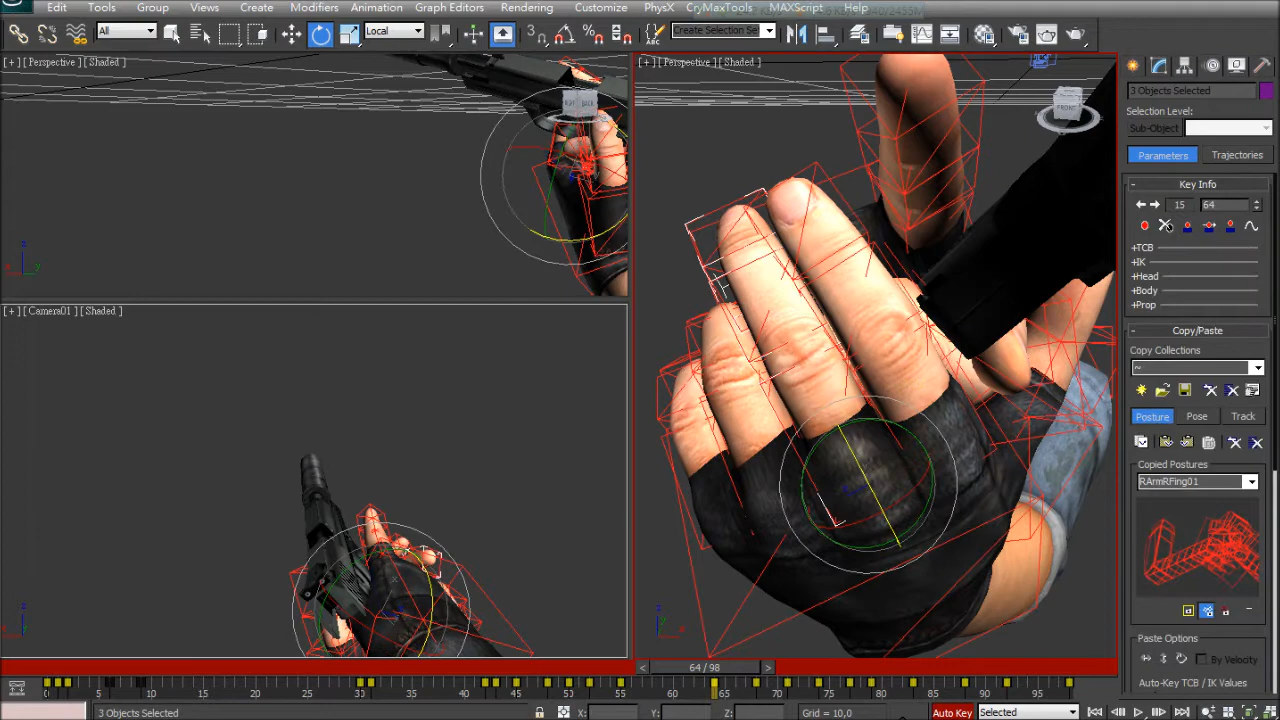 Edit Tools Group Views Create Modifiers Animation Graph Editors Rendering Customize PhysX CryMaxTools MAXScript Help
All Local Create Selection Se
[+] [Perspective] [Shaded]
[+] [Perspective] [Shaded]
BACK
FRONT
3 Objects Selected
Selection Level:
Sub-Object
Parameters Trajectories
- Key Info
15 64
+TCB
+IK
+Head
+Body
+Prop
- Copy/Paste
Copy Collections
~
Posture Pose Track
- Copied Postures
RArmRFing01
- Paste Options
By Velocity
Auto-Key TCB / IK Values
[+] [Camera01] [Shaded]
z
y
x
< 64 / 98 >
0 5 10 15 20 25 30 35 40 45 50 55 60 65 70 75 80 85 90 95
3 Objects Selected X: Y: Z: Grid = 10,0 Auto Key Selected